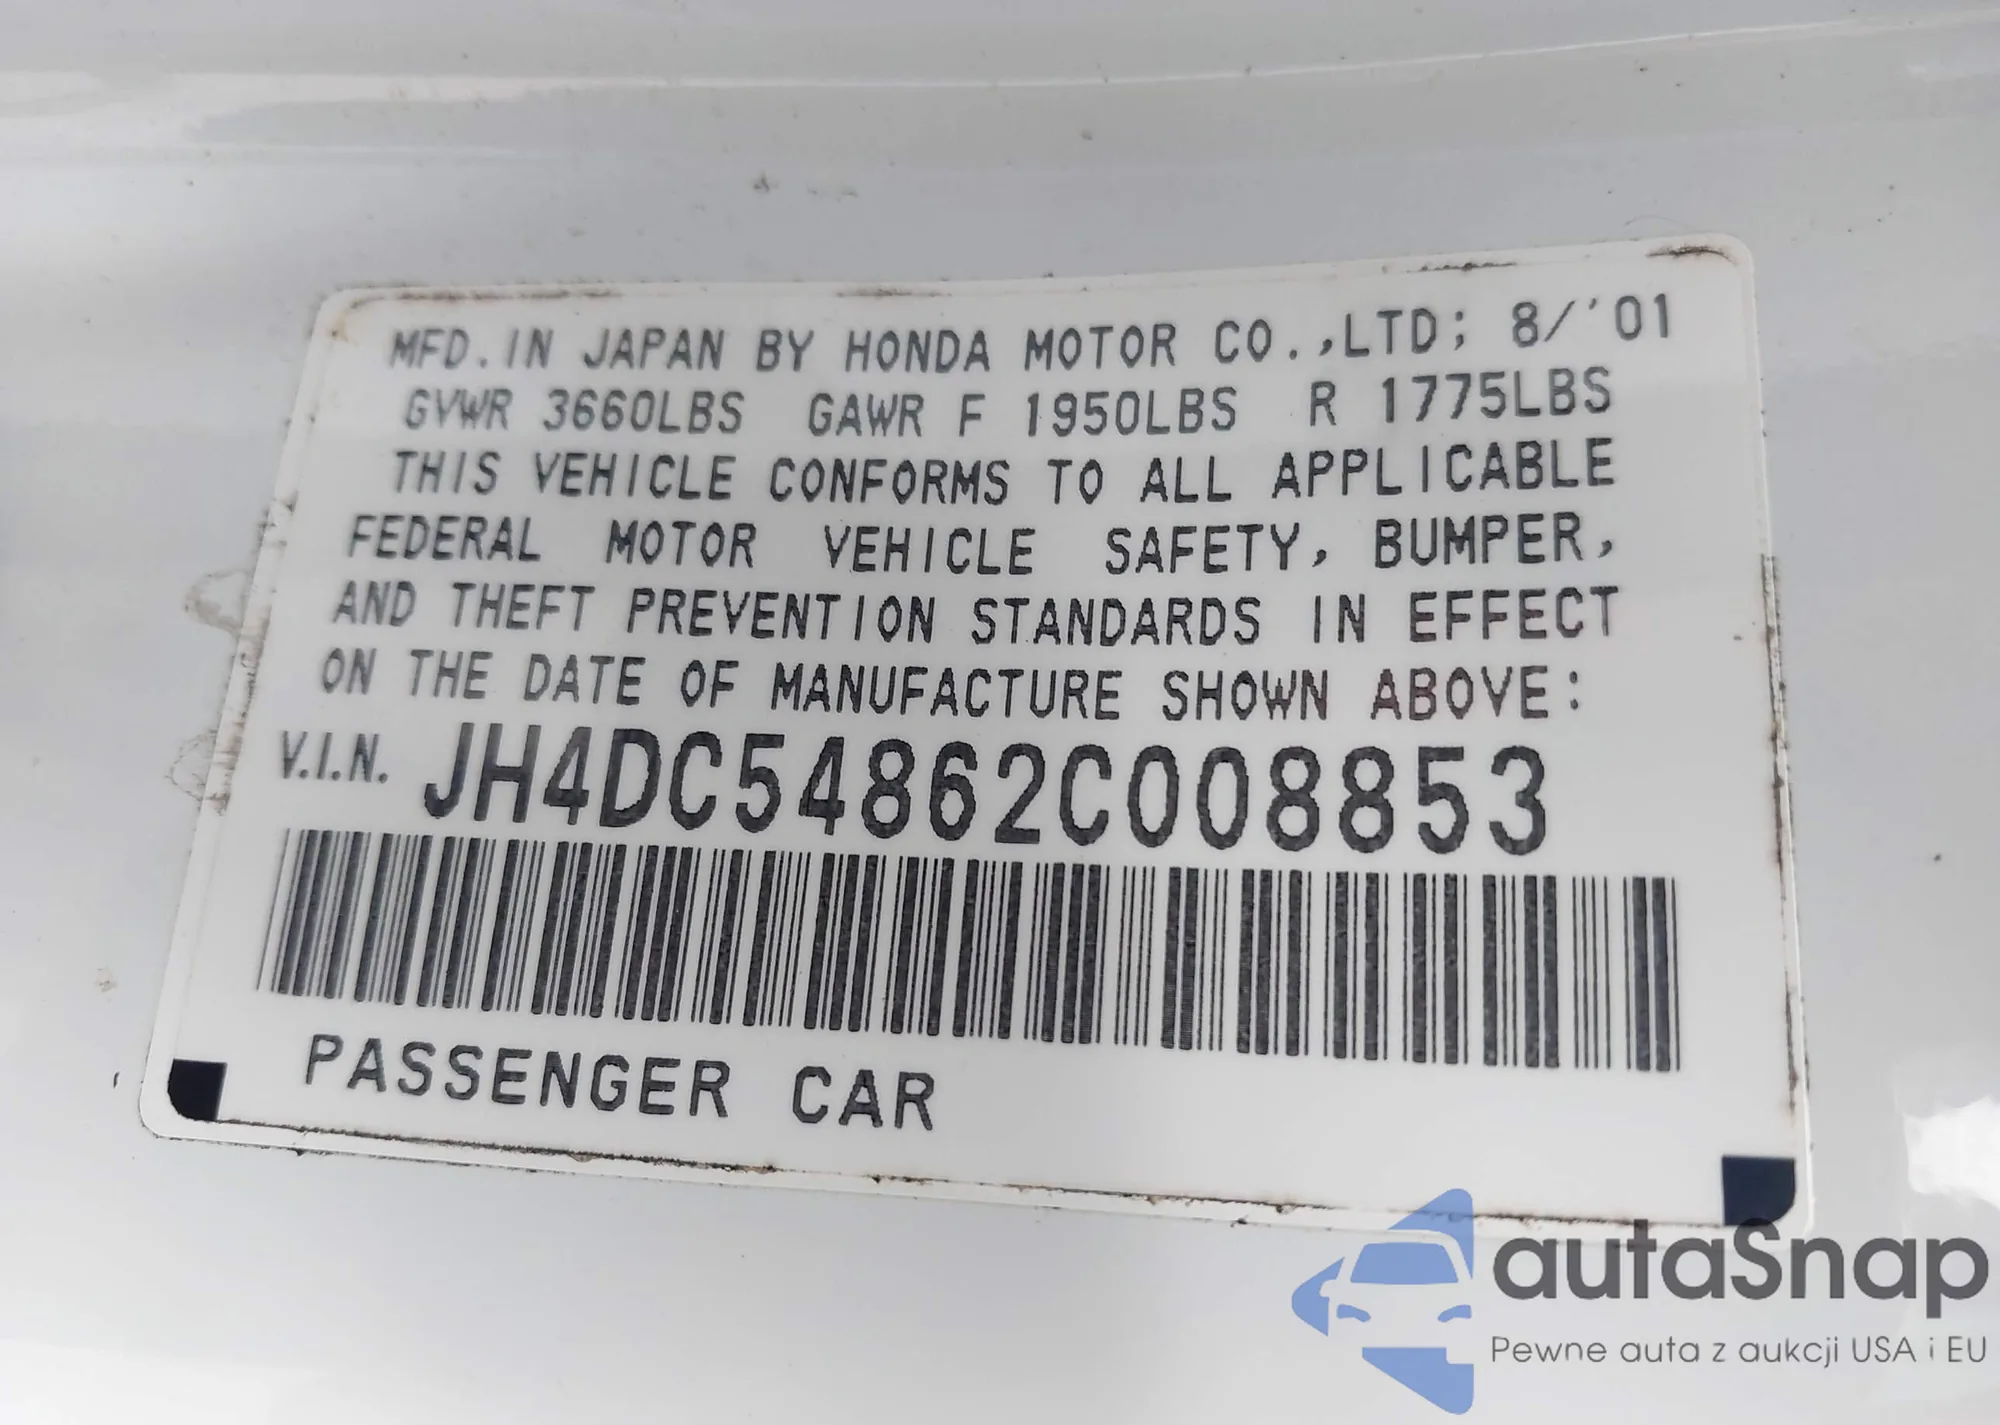 MFD. IN JAPAN BY HONDA MOTOR CO.,LTD; 8/'01
GVWR 3660LBS GAWR F 1950LBS R 1775LBS
THIS VEHICLE CONFORMS TO ALL APPLICABLE
FEDERAL MOTOR VEHICLE SAFETY, BUMPER,
AND THEFT PREVENTION STANDARDS IN EFFECT
ON THE DATE OF MANUFACTURE SHOWN ABOVE:
V.I.N. JH4DC54862C008853
PASSENGER CAR
autaSnap
Pewne auta z aukcji USA i EU